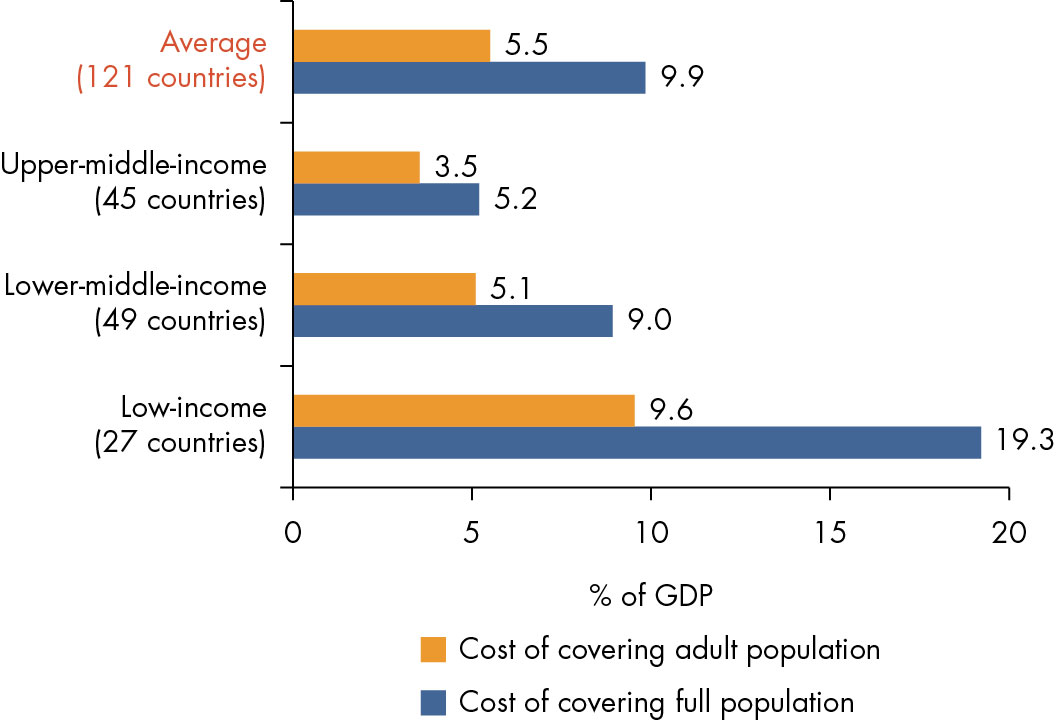 Average
(121 countries)
5.5
9.9
Upper-middle-income
(45 countries)
3.5
5.2
Lower-middle-income
(49 countries)
5.1
9.0
Low-income
(27 countries)
9.6
19.3
0 5 10 15 20
% of GDP
Cost of covering adult population
Cost of covering full population